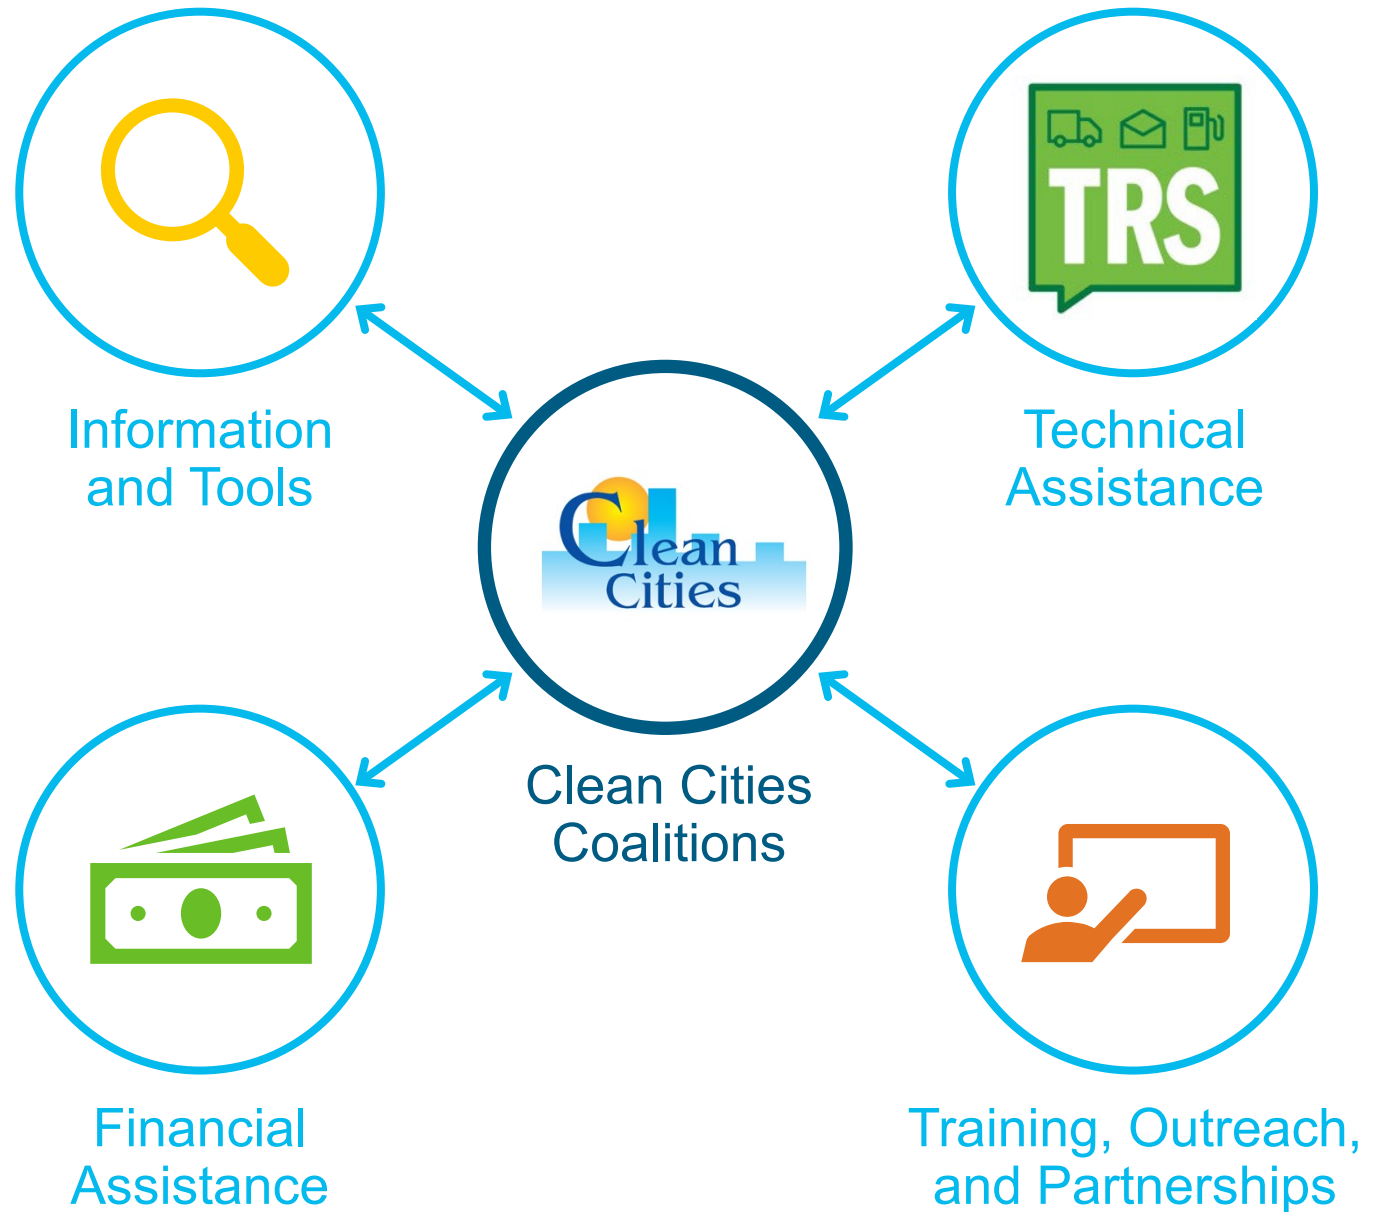 TRS
Information
and Tools
Technical
Assistance
Clean
Cities
Clean Cities
Coalitions
Financial
Assistance
Training, Outreach,
and Partnerships